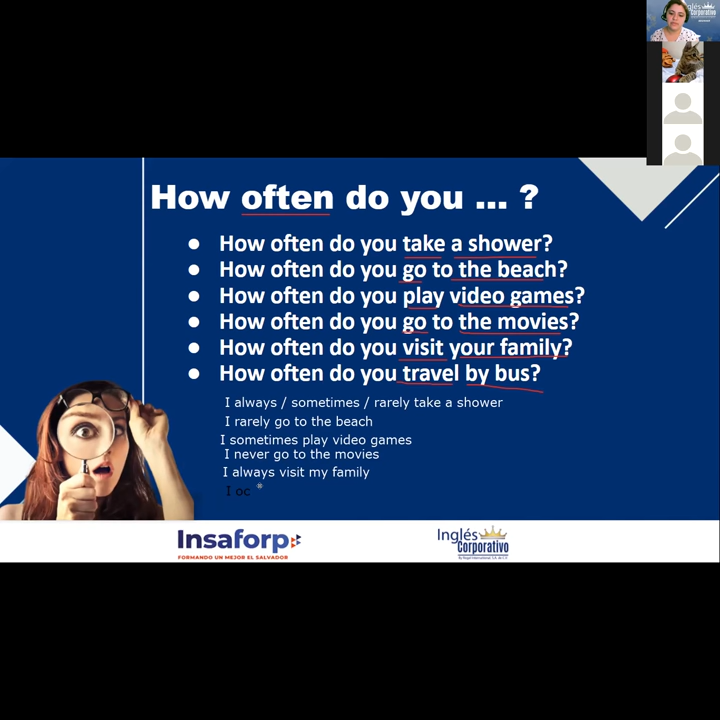 Inglés
Corporativo
How often do you ... ?
How often do you take a shower?
How often do you go to the beach?
How often do you play video games?
How often do you go to the movies?
How often do you visit your family?
How often do you travel by bus?
I always / sometimes / rarely take a shower
I rarely go to the beach
I sometimes play video games
I never go to the movies
I always visit my family
I oc
Insaforp
FORMANDO UN MEJOR EL SALVADOR
Inglés
Corporativo